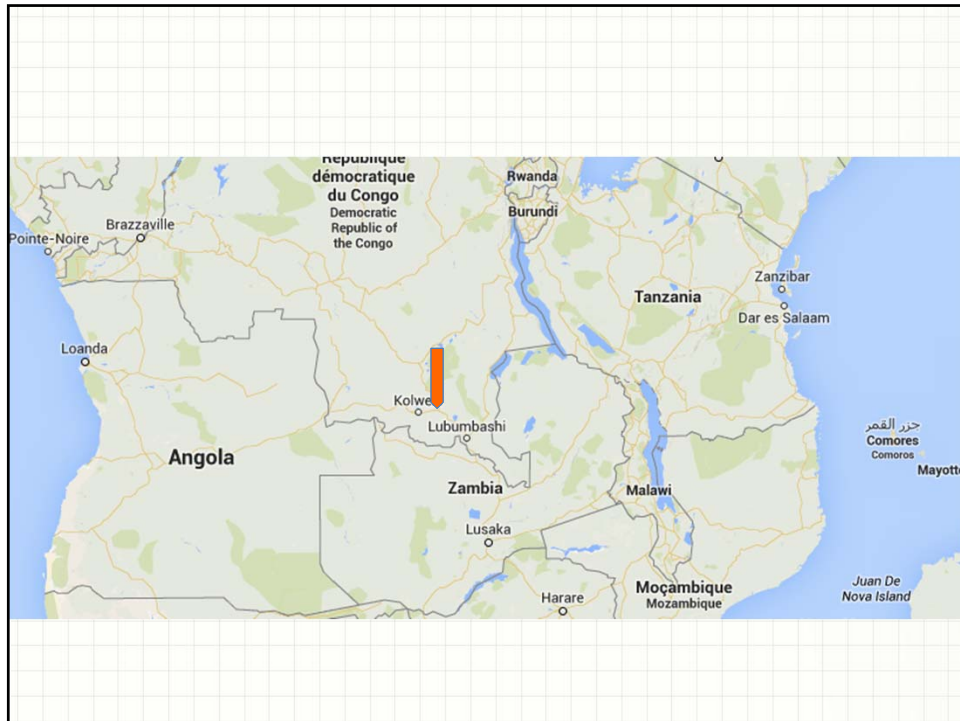 République
démocratique
du Congo
Democratic
Republic of
the Congo
Rwanda
Burundi
Brazzaville
Pointe-Noire
Zanzibar
Tanzania
Dar es Salaam
Loanda
Kolwe
Lubumbashi
جزر القمر
Comores
Comoros
Mayotte
Angola
Zambia
Malawi
Lusaka
Moçambique
Mozambique
Harare
Juan De
Nova Island